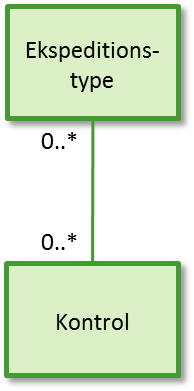 Ekspeditions-
type
0..*
0..*
Kontrol